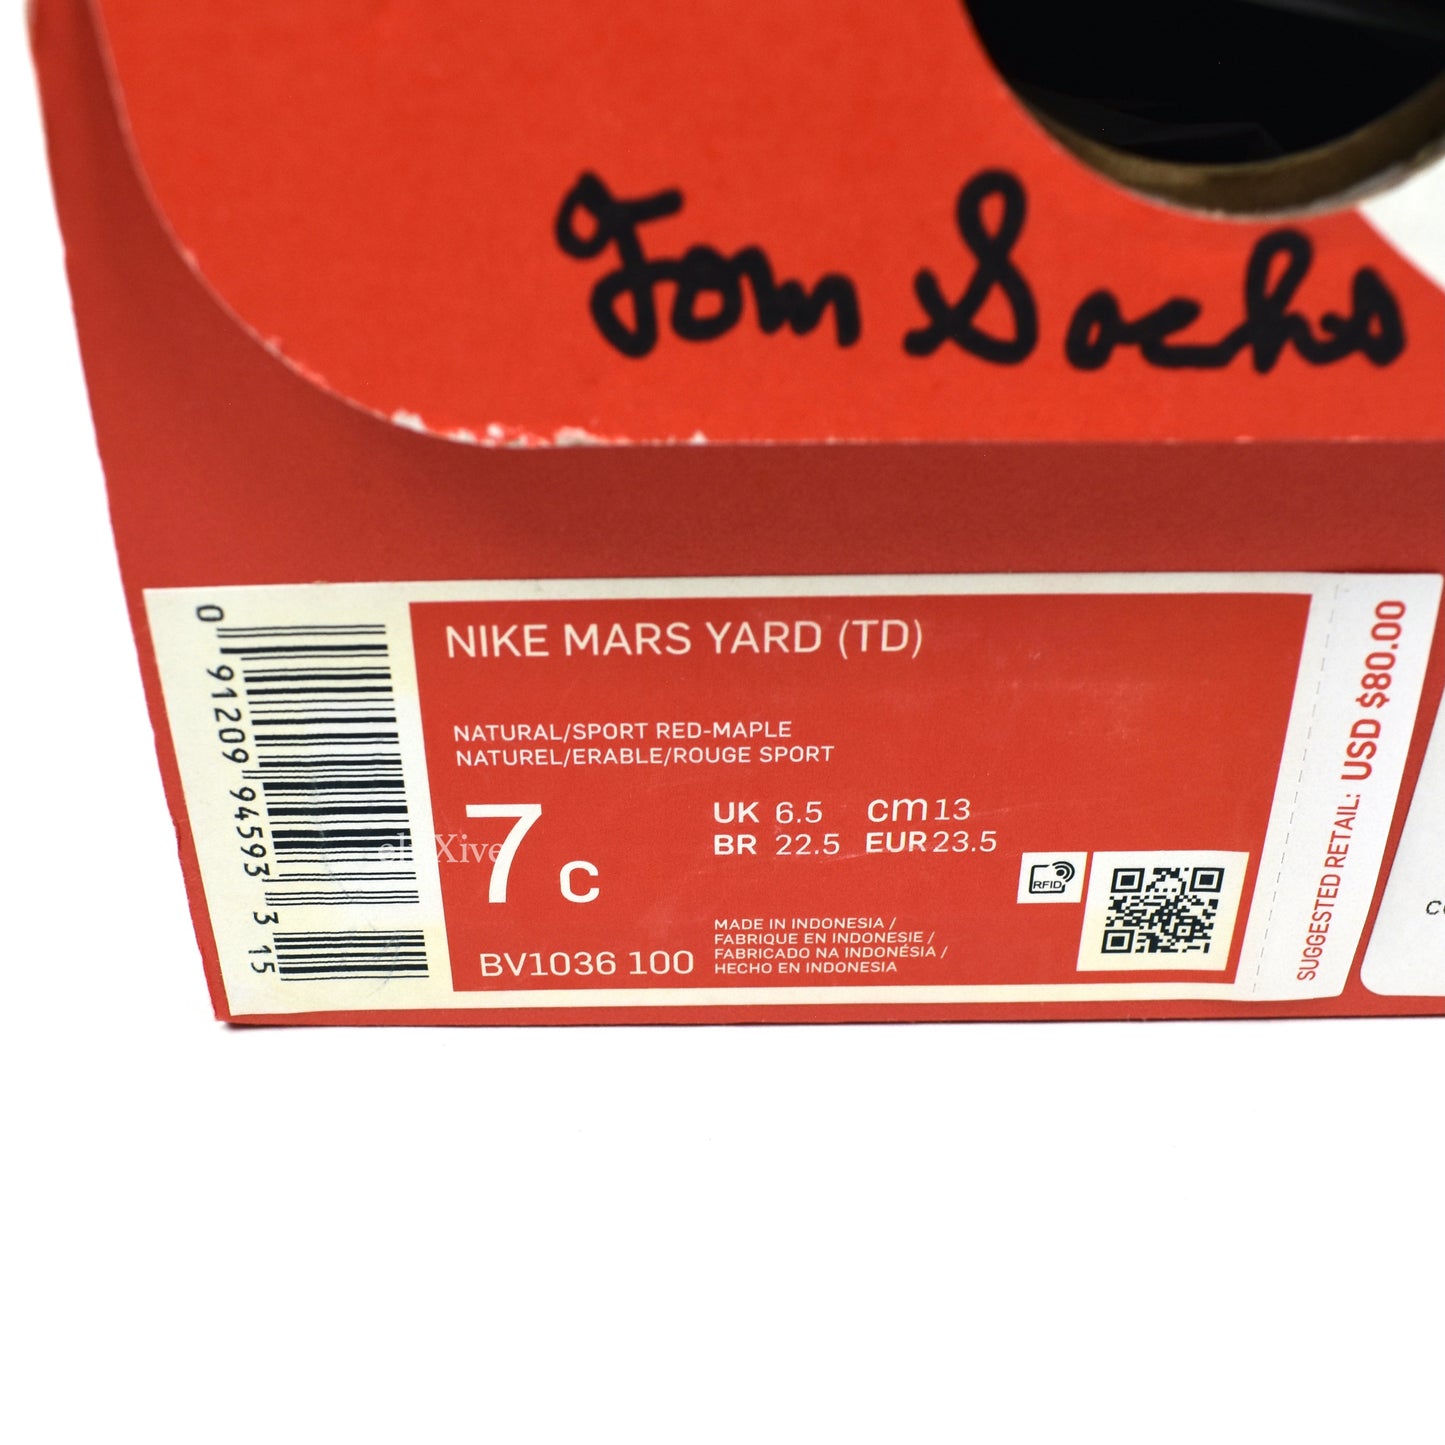 Tom Sachs
NIKE MARS YARD (TD)
NATURAL/SPORT RED-MAPLE
NATUREL/ERABLE/ROUGE SPORT
7 c
UK 6.5 cm 13
BR 22.5 EUR 23.5
BV1036 100
MADE IN INDONESIA /
FABRIQUE EN INDONESIE /
FABRICADO NA INDONÉSIA /
HECHO EN INDONESIA
RFID
SUGGESTED RETAIL: USD $80.00
0 91209 94593 3 15